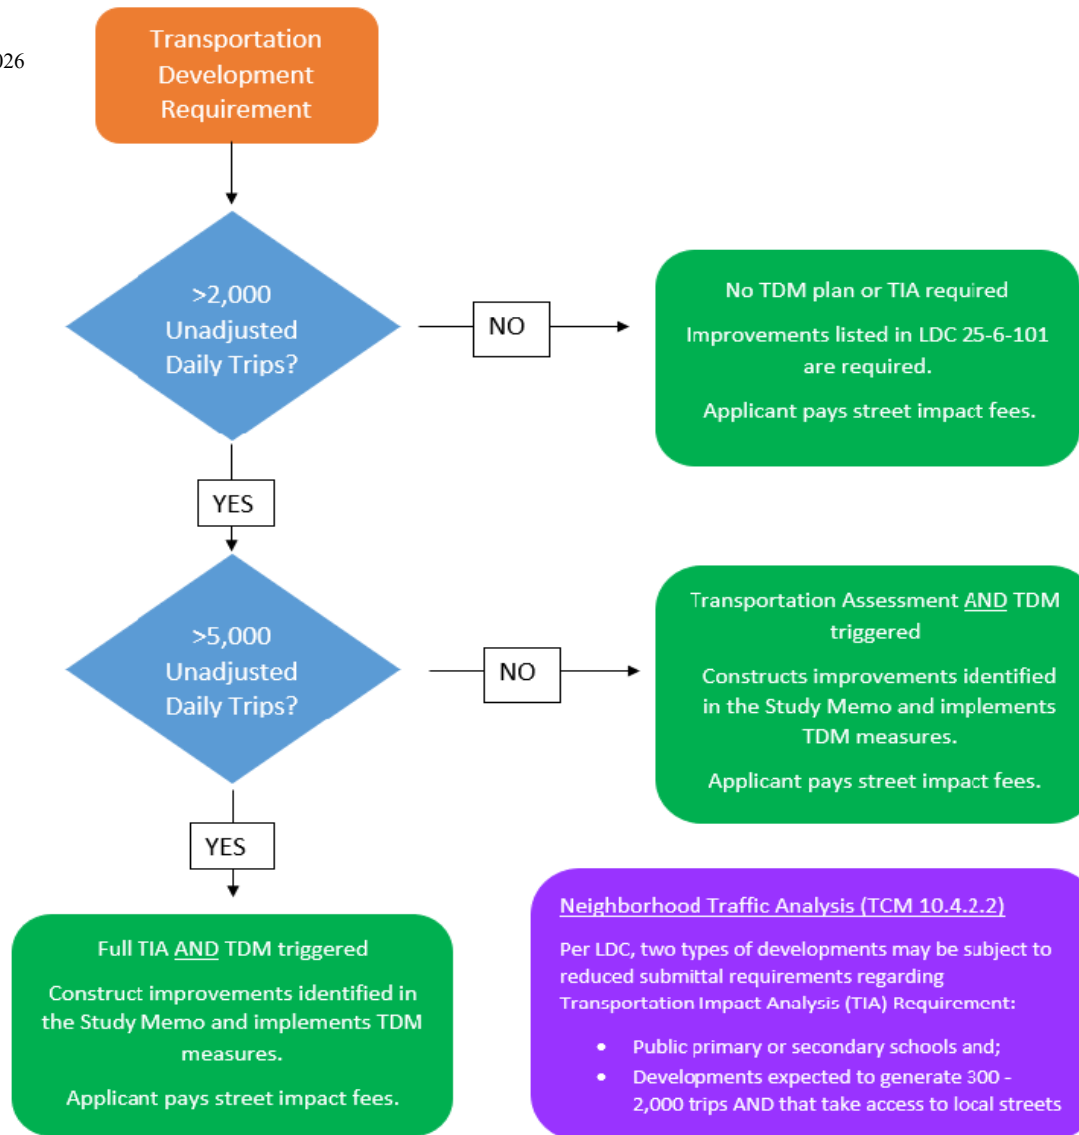 026
Transportation
Development
Requirement
>2,000
Unadjusted
Daily Trips?
NO
No TDM plan or TIA required
Improvements listed in LDC 25-6-101
are required.
Applicant pays street impact fees.
YES
>5,000
Unadjusted
Daily Trips?
NO
Transportation Assessment AND TDM
triggered
Constructs improvements identified
in the Study Memo and implements
TDM measures.
Applicant pays street impact fees.
YES
Full TIA AND TDM triggered
Construct improvements identified in
the Study Memo and implements TDM
measures.
Applicant pays street impact fees.
Neighborhood Traffic Analysis (TCM 10.4.2.2)
Per LDC, two types of developments may be subject to
reduced submittal requirements regarding
Transportation Impact Analysis (TIA) Requirement:
• Public primary or secondary schools and;
• Developments expected to generate 300 -
2,000 trips AND that take access to local streets